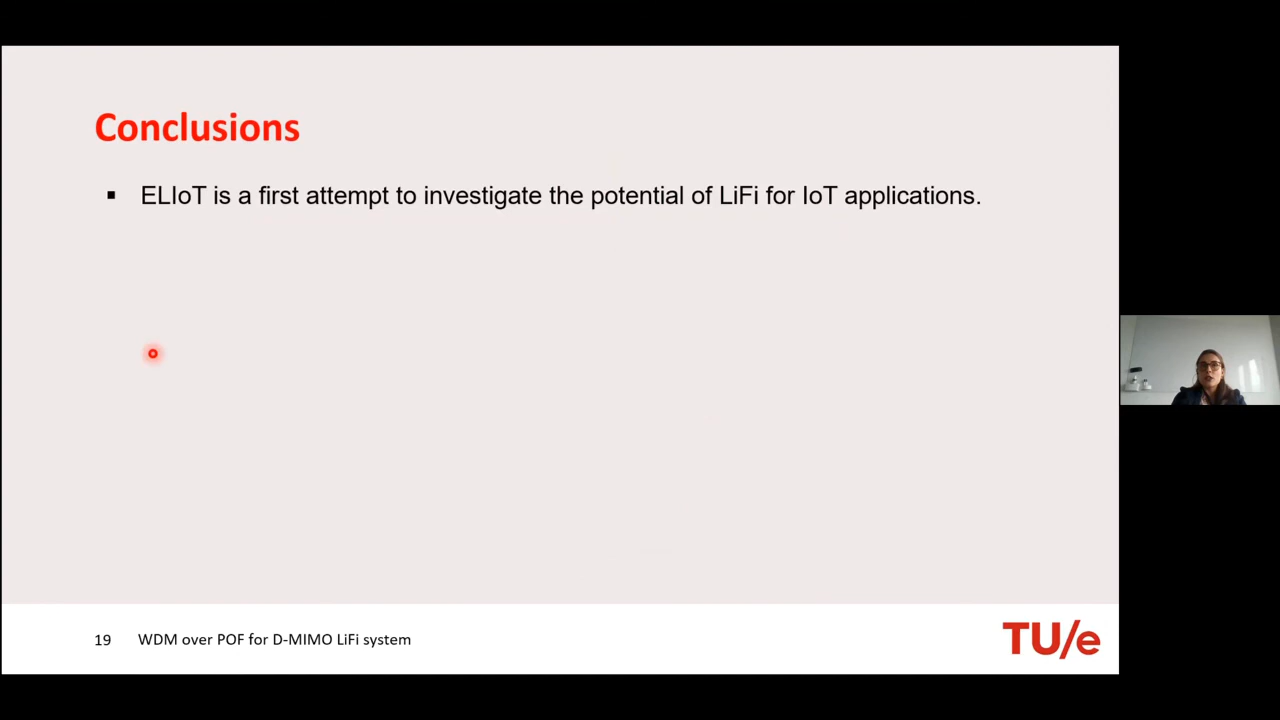 Conclusions
▪ ELIoT is a first attempt to investigate the potential of LiFi for IoT applications.
19 WDM over POF for D-MIMO LiFi system
TU/e